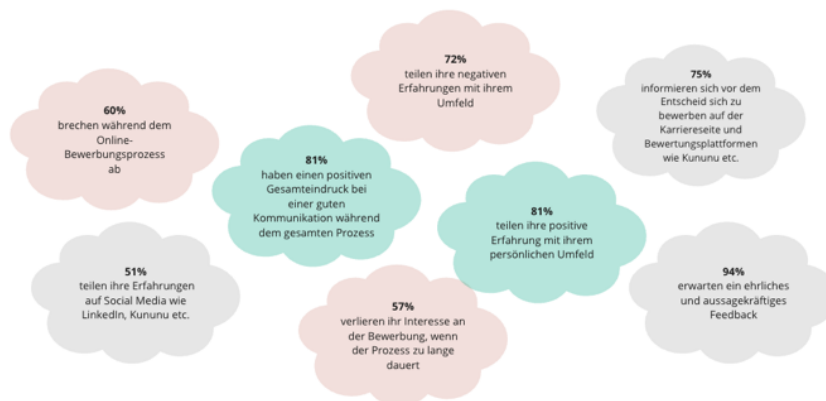 72%
teilen ihre negativen
Erfahrungen mit ihrem
Umfeld
75%
informieren sich vor dem
Entscheid sich zu
bewerben auf der
Karriereseite und
Bewertungsplattformen
wie Kununu etc.
60%
brechen während dem
Online-
Bewerbungsprozess
ab
81%
haben einen positiven
Gesamteindruck bei
einer guten
Kommunikation während
dem gesamten Prozess
81%
teilen ihre positive
Erfahrung mit ihrem
persönlichen Umfeld
51%
teilen ihre Erfahrungen
auf Social Media wie
LinkedIn, Kununu etc.
57%
verlieren ihr Interesse an
der Bewerbung, wenn
der Prozess zu lange
dauert
94%
erwarten ein ehrliches
und aussagekräftiges
Feedback